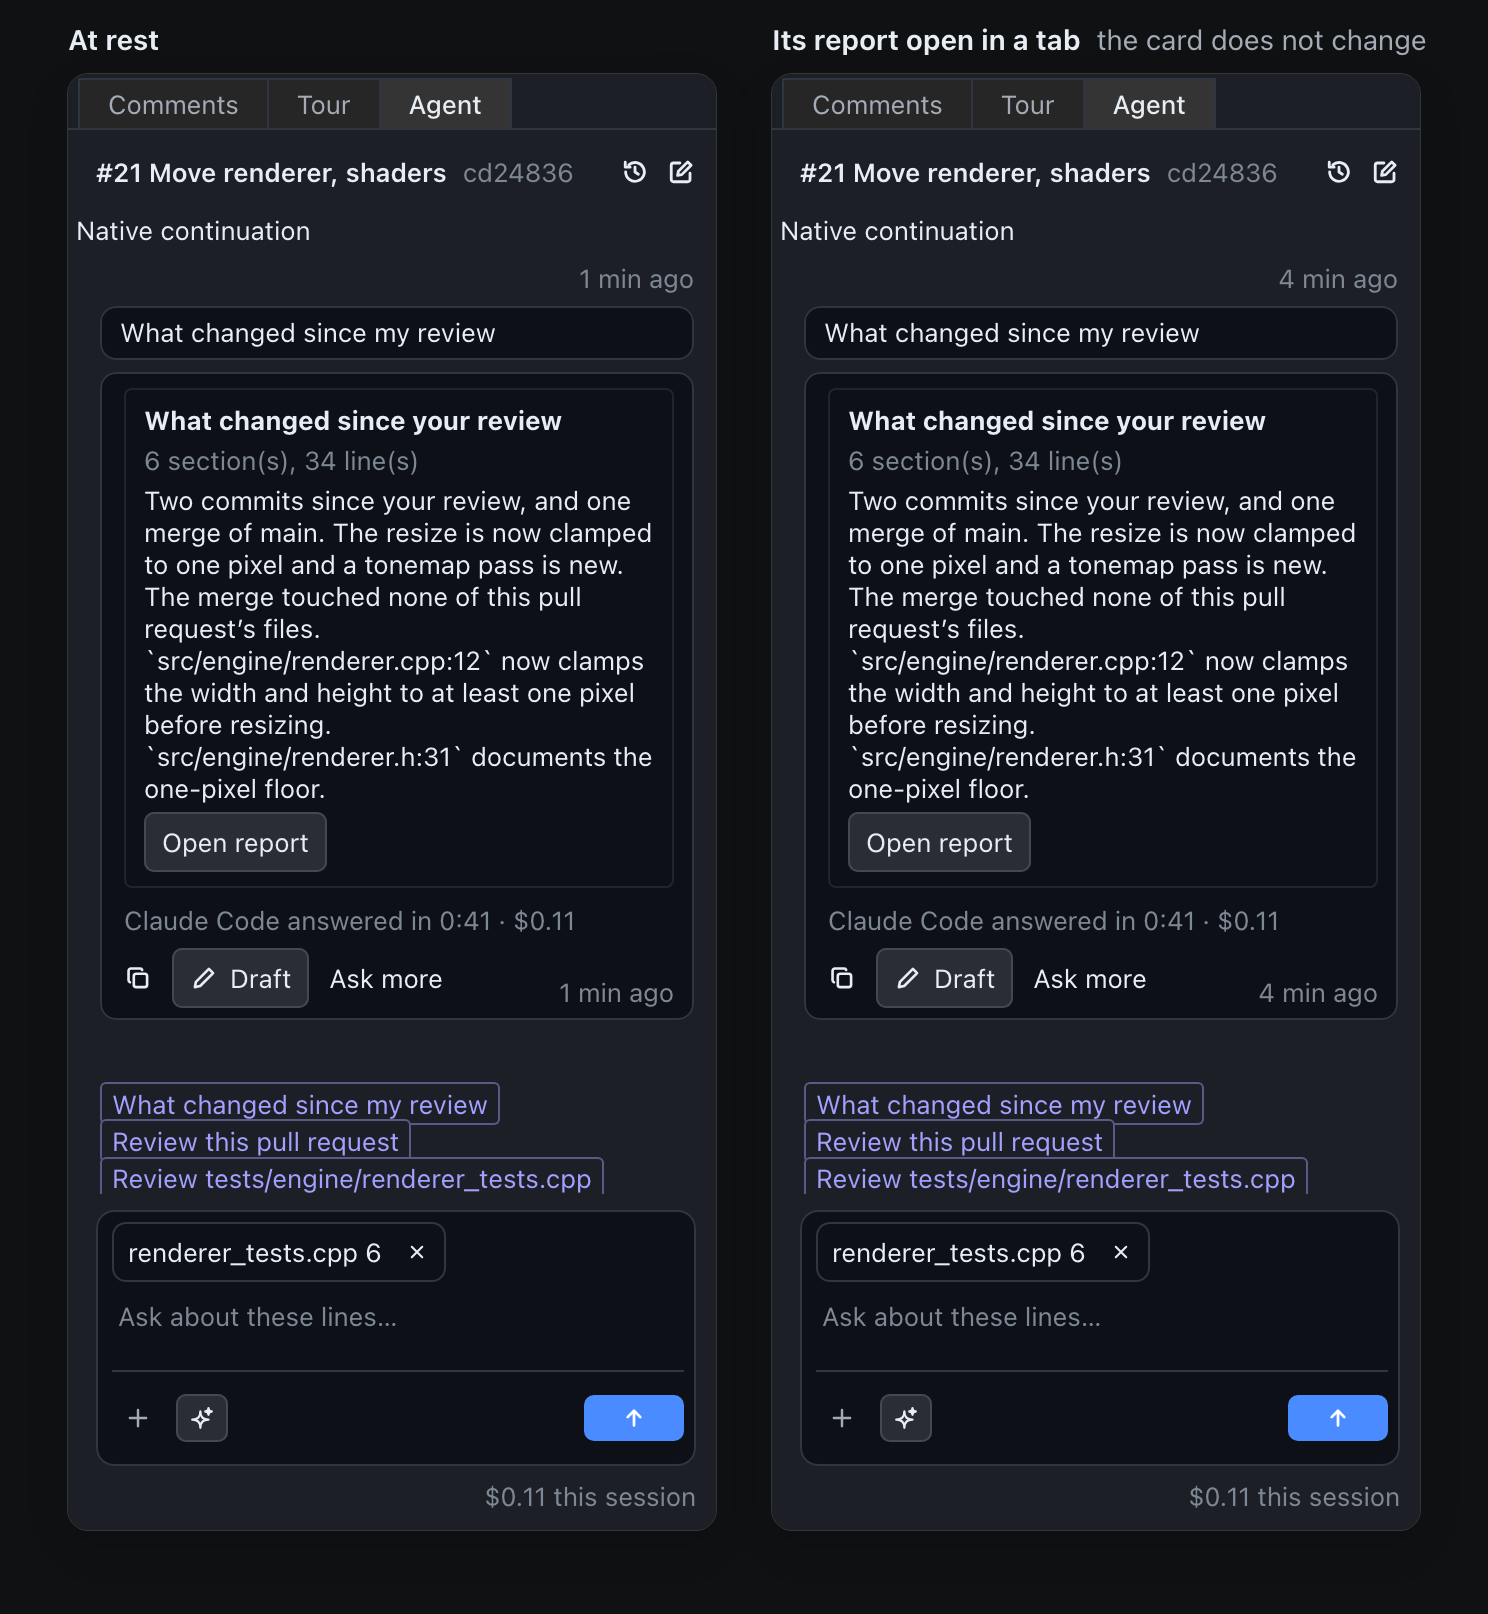 At rest
Comments
Tour
Agent
#21 Move renderer, shaders cd24836
Native continuation
1 min ago
What changed since my review
What changed since your review
6 section(s), 34 line(s)
Two commits since your review, and one
merge of main. The resize is now clamped
to one pixel and a tonemap pass is new.
The merge touched none of this pull
request’s files.
`src/engine/renderer.cpp:12` now clamps
the width and height to at least one pixel
before resizing.
`src/engine/renderer.h:31` documents the
one-pixel floor.
Open report
Claude Code answered in 0:41 · $0.11
Draft
Ask more
1 min ago
What changed since my review
Review this pull request
Review tests/engine/renderer_tests.cpp
renderer_tests.cpp 6 ×
Ask about these lines...
$0.11 this session
Its report open in a tab the card does not change
Comments
Tour
Agent
#21 Move renderer, shaders cd24836
Native continuation
4 min ago
What changed since my review
What changed since your review
6 section(s), 34 line(s)
Two commits since your review, and one
merge of main. The resize is now clamped
to one pixel and a tonemap pass is new.
The merge touched none of this pull
request’s files.
`src/engine/renderer.cpp:12` now clamps
the width and height to at least one pixel
before resizing.
`src/engine/renderer.h:31` documents the
one-pixel floor.
Open report
Claude Code answered in 0:41 · $0.11
Draft
Ask more
4 min ago
What changed since my review
Review this pull request
Review tests/engine/renderer_tests.cpp
renderer_tests.cpp 6 ×
Ask about these lines...
$0.11 this session